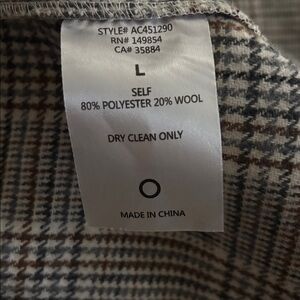 STYLE# AC451290
RN# 149854
CA# 35884
L
SELF
80% POLYESTER 20% WOOL
DRY CLEAN ONLY
MADE IN CHINA